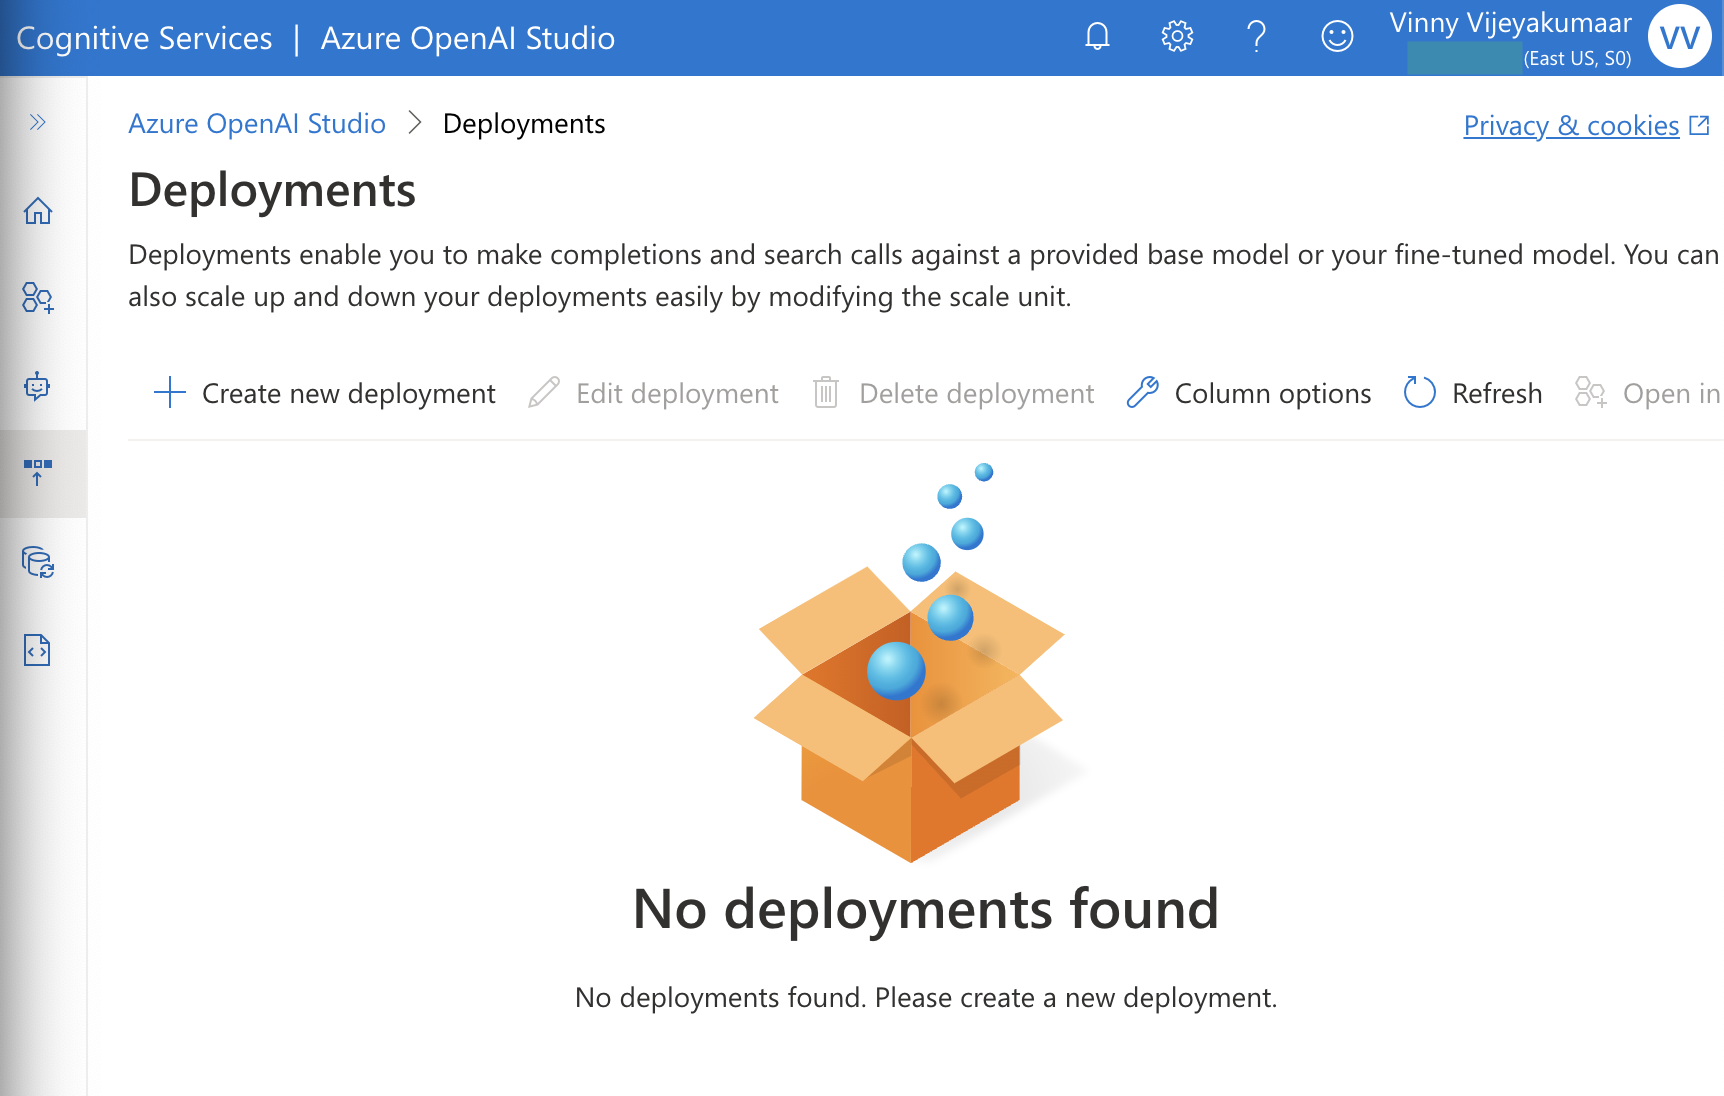 Cognitive Services | Azure OpenAI Studio
Vinny Vijeyakumaar
(East US, S0)
VV
Azure OpenAI Studio > Deployments
Privacy & cookies
Deployments
Deployments enable you to make completions and search calls against a provided base model or your fine-tuned model. You can
also scale up and down your deployments easily by modifying the scale unit.
Create new deployment Edit deployment Delete deployment Column options Refresh Open in
No deployments found
No deployments found. Please create a new deployment.